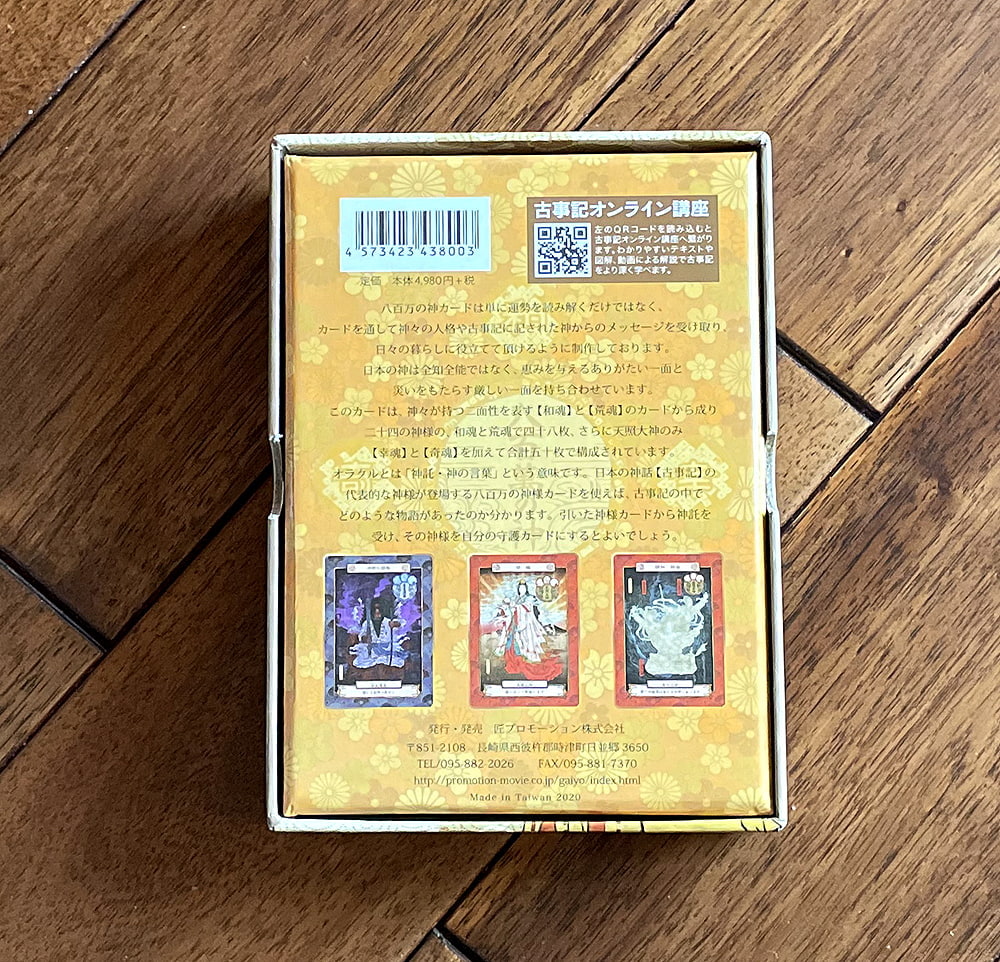 4 573423 438003
定価 本体4,980円+税
古事記オンライン講座
左のQRコードを読み込むと
古事記オンライン講座へ繋がり
ます。わかりやすいテキストや
図解、動画による解説で古事記
をより深く学べます。
八百万の神カードは単に運勢を読み解くだけではなく、
カードを通して神々の人格や古事記に記された神からのメッセージを受け取り、
日々の暮らしに役立てて頂けるように制作しております。
日本の神は全知全能ではなく、恵みを与えるありがたい一面と
災いをもたらす厳しい一面を持ち合わせています。
このカードは、神々が持つ二面性を表す【和魂】と【荒魂】のカードから成り
二十四の神様の、和魂と荒魂で四十八枚、さらに天照大神のみ
【幸魂】と【奇魂】を加えて合計五十枚で構成されています。
オラクルとは「神託・神の言葉」という意味です。日本の神話【古事記】の
代表的な神様が登場する八百万の神様カードを使えば、古事記の中で
どのような物語があったのか分かります。引いた神様カードから神託を
受け、その神様を自分の守護カードにするとよいでしょう。
発行・発売 匠プロモーション株式会社
〒851-2108 長崎県西彼杵郡時津町日並郷3650
TEL/095-882-2026 FAX/095-881-7370
http://promotion-movie.co.jp/gaiyo/index.html
Made in Taiwan 2020